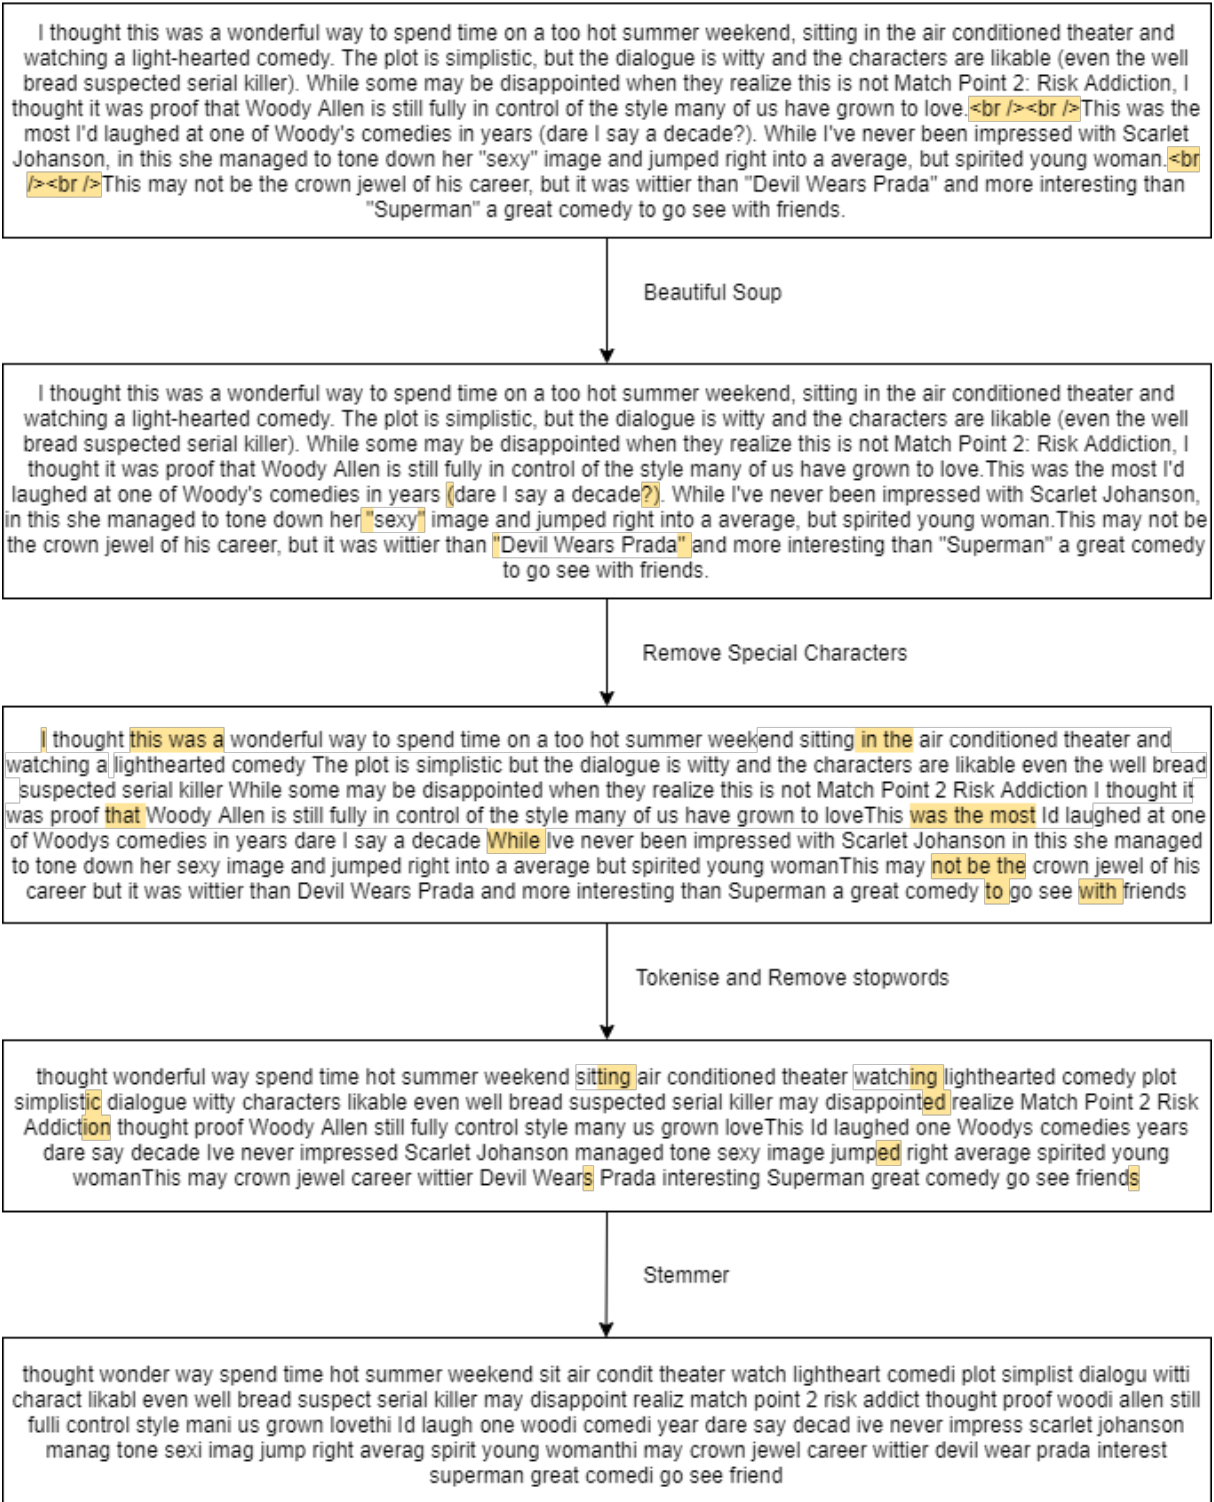 I thought this was a wonderful way to spend time on a too hot summer weekend, sitting in the air conditioned theater and
watching a light-hearted comedy. The plot is simplistic, but the dialogue is witty and the characters are likable (even the well
bread suspected serial killer). While some may be disappointed when they realize this is not Match Point 2: Risk Addiction, I
thought it was proof that Woody Allen is still fully in control of the style many of us have grown to love.<br /><br />This was the
most I'd laughed at one of Woody's comedies in years (dare I say a decade?). While I've never been impressed with Scarlet
Johanson, in this she managed to tone down her "sexy" image and jumped right into a average, but spirited young woman.<br
/><br />This may not be the crown jewel of his career, but it was wittier than "Devil Wears Prada" and more interesting than
"Superman" a great comedy to go see with friends.
Beautiful Soup
I thought this was a wonderful way to spend time on a too hot summer weekend, sitting in the air conditioned theater and
watching a light-hearted comedy. The plot is simplistic, but the dialogue is witty and the characters are likable (even the well
bread suspected serial killer). While some may be disappointed when they realize this is not Match Point 2: Risk Addiction, I
thought it was proof that Woody Allen is still fully in control of the style many of us have grown to love.This was the most I'd
laughed at one of Woody's comedies in years (dare I say a decade?). While I've never been impressed with Scarlet Johanson,
in this she managed to tone down her "sexy" image and jumped right into a average, but spirited young woman.This may not be
the crown jewel of his career, but it was wittier than "Devil Wears Prada" and more interesting than "Superman" a great comedy
to go see with friends.
Remove Special Characters
I thought this was a wonderful way to spend time on a too hot summer weekend sitting in the air conditioned theater and
watching a lighthearted comedy The plot is simplistic but the dialogue is witty and the characters are likable even the well bread
suspected serial killer While some may be disappointed when they realize this is not Match Point 2 Risk Addiction I thought it
was proof that Woody Allen is still fully in control of the style many of us have grown to loveThis was the most Id laughed at one
of Woodys comedies in years dare I say a decade While Ive never been impressed with Scarlet Johanson in this she managed
to tone down her sexy image and jumped right into a average but spirited young womanThis may not be the crown jewel of his
career but it was wittier than Devil Wears Prada and more interesting than Superman a great comedy to go see with friends
Tokenise and Remove stopwords
thought wonderful way spend time hot summer weekend sitting air conditioned theater watching lighthearted comedy plot
simplistic dialogue witty characters likable even well bread suspected serial killer may disappointed realize Match Point 2 Risk
Addiction thought proof Woody Allen still fully control style many us grown loveThis Id laughed one Woodys comedies years
dare say decade Ive never impressed Scarlet Johanson managed tone sexy image jumped right average spirited young
womanThis may crown jewel career wittier Devil Wears Prada interesting Superman great comedy go see friends
Stemmer
thought wonder way spend time hot summer weekend sit air condit theater watch lightheart comedi plot simplist dialogu witti
charact likabl even well bread suspect serial killer may disappoint realiz match point 2 risk addict thought proof woodi allen still
fulli control style mani us grown lovethi Id laugh one woodi comedi year dare say decad ive never impress scarlet johanson
manag tone sexi imag jump right averag spirit young womanthi may crown jewel career wittier devil wear prada interest
superman great comedi go see friend